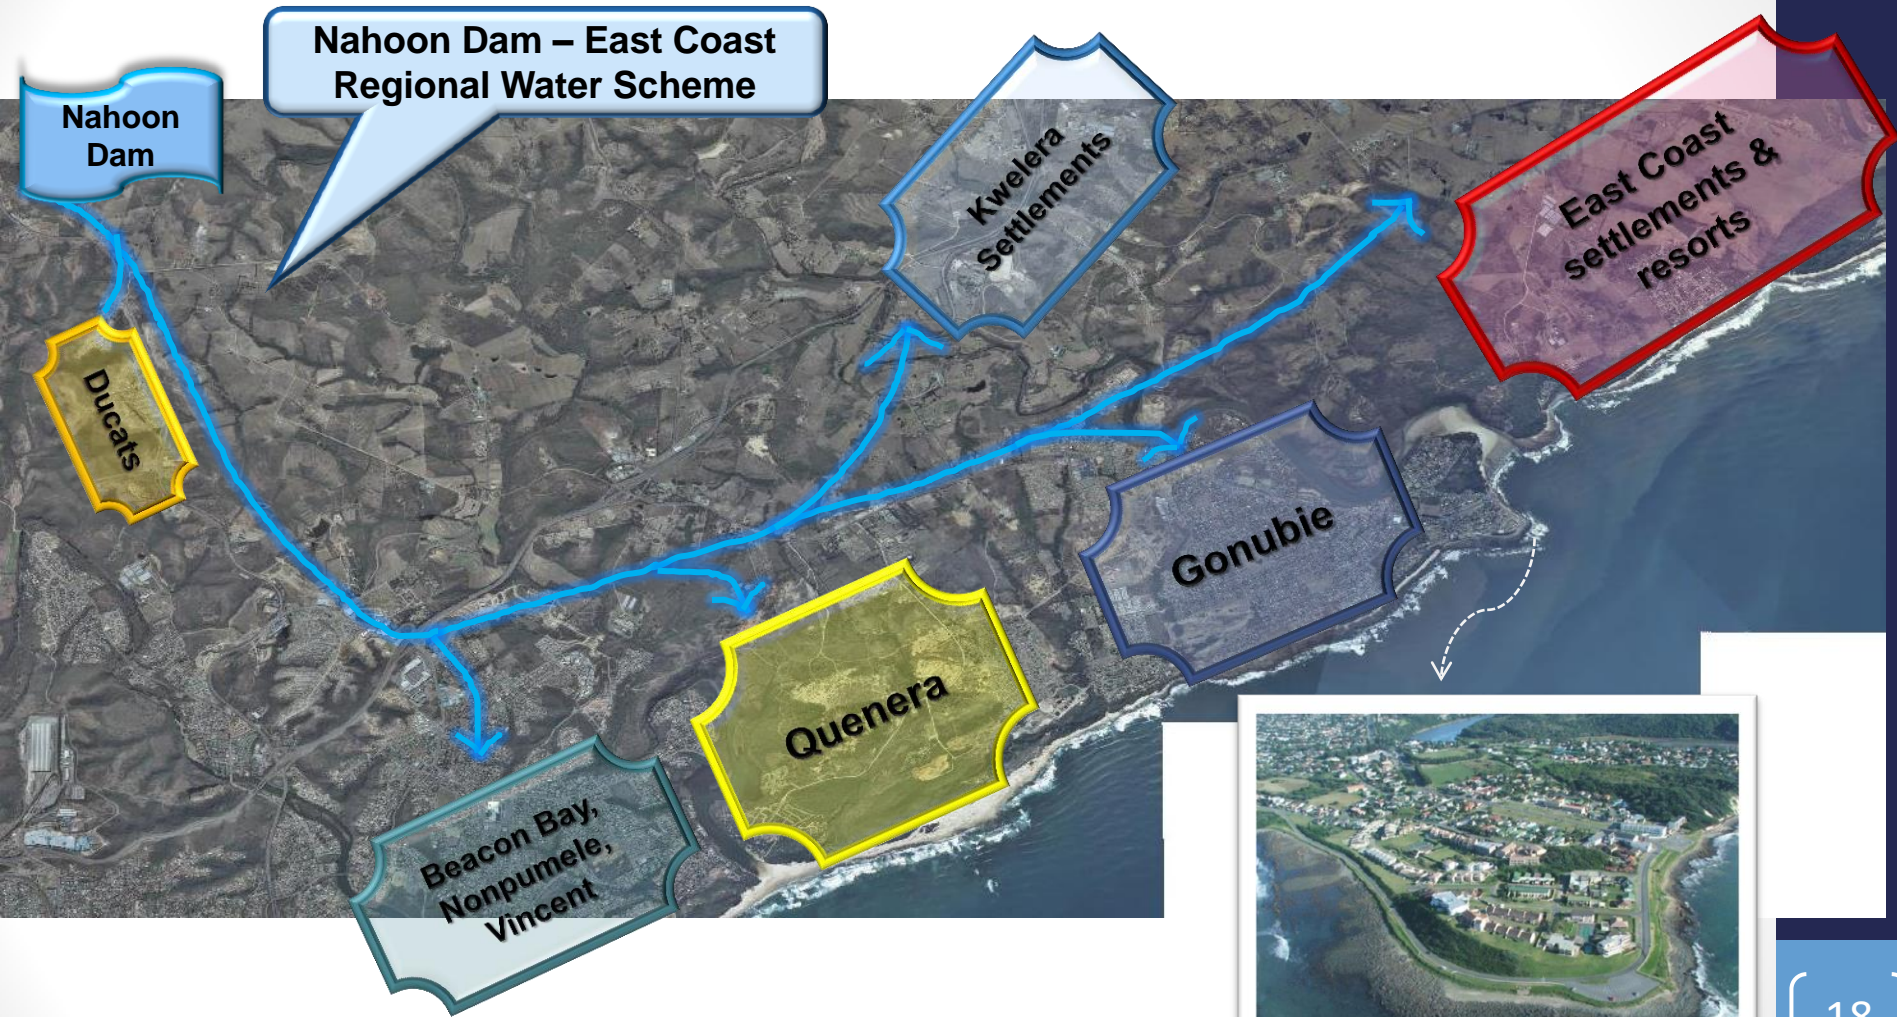 Nahoon Dam – East Coast
Regional Water Scheme
Nahoon
Dam
Kwelera
Settlements
East Coast
settlements &
resorts
Ducats
Gonubie
Quenera
Beacon Bay,
Nonpumele,
Vincent
18